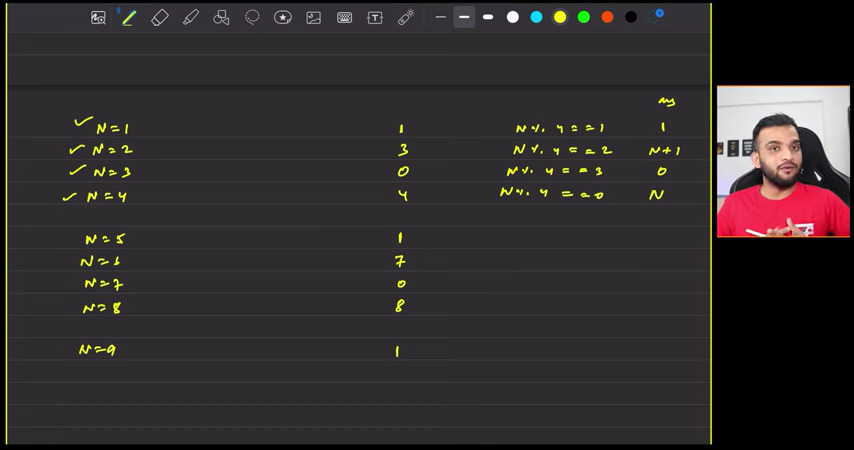 ans
✓ N=1 1 N % 4 == 1 1
✓ N=2 3 N % 4 == 2 N+1
✓ N=3 0 N % 4 == 3 0
✓ N=4 4 N % 4 == 0 N
N=5 1
N=6 7
N=7 0
N=8 8
N=9 1